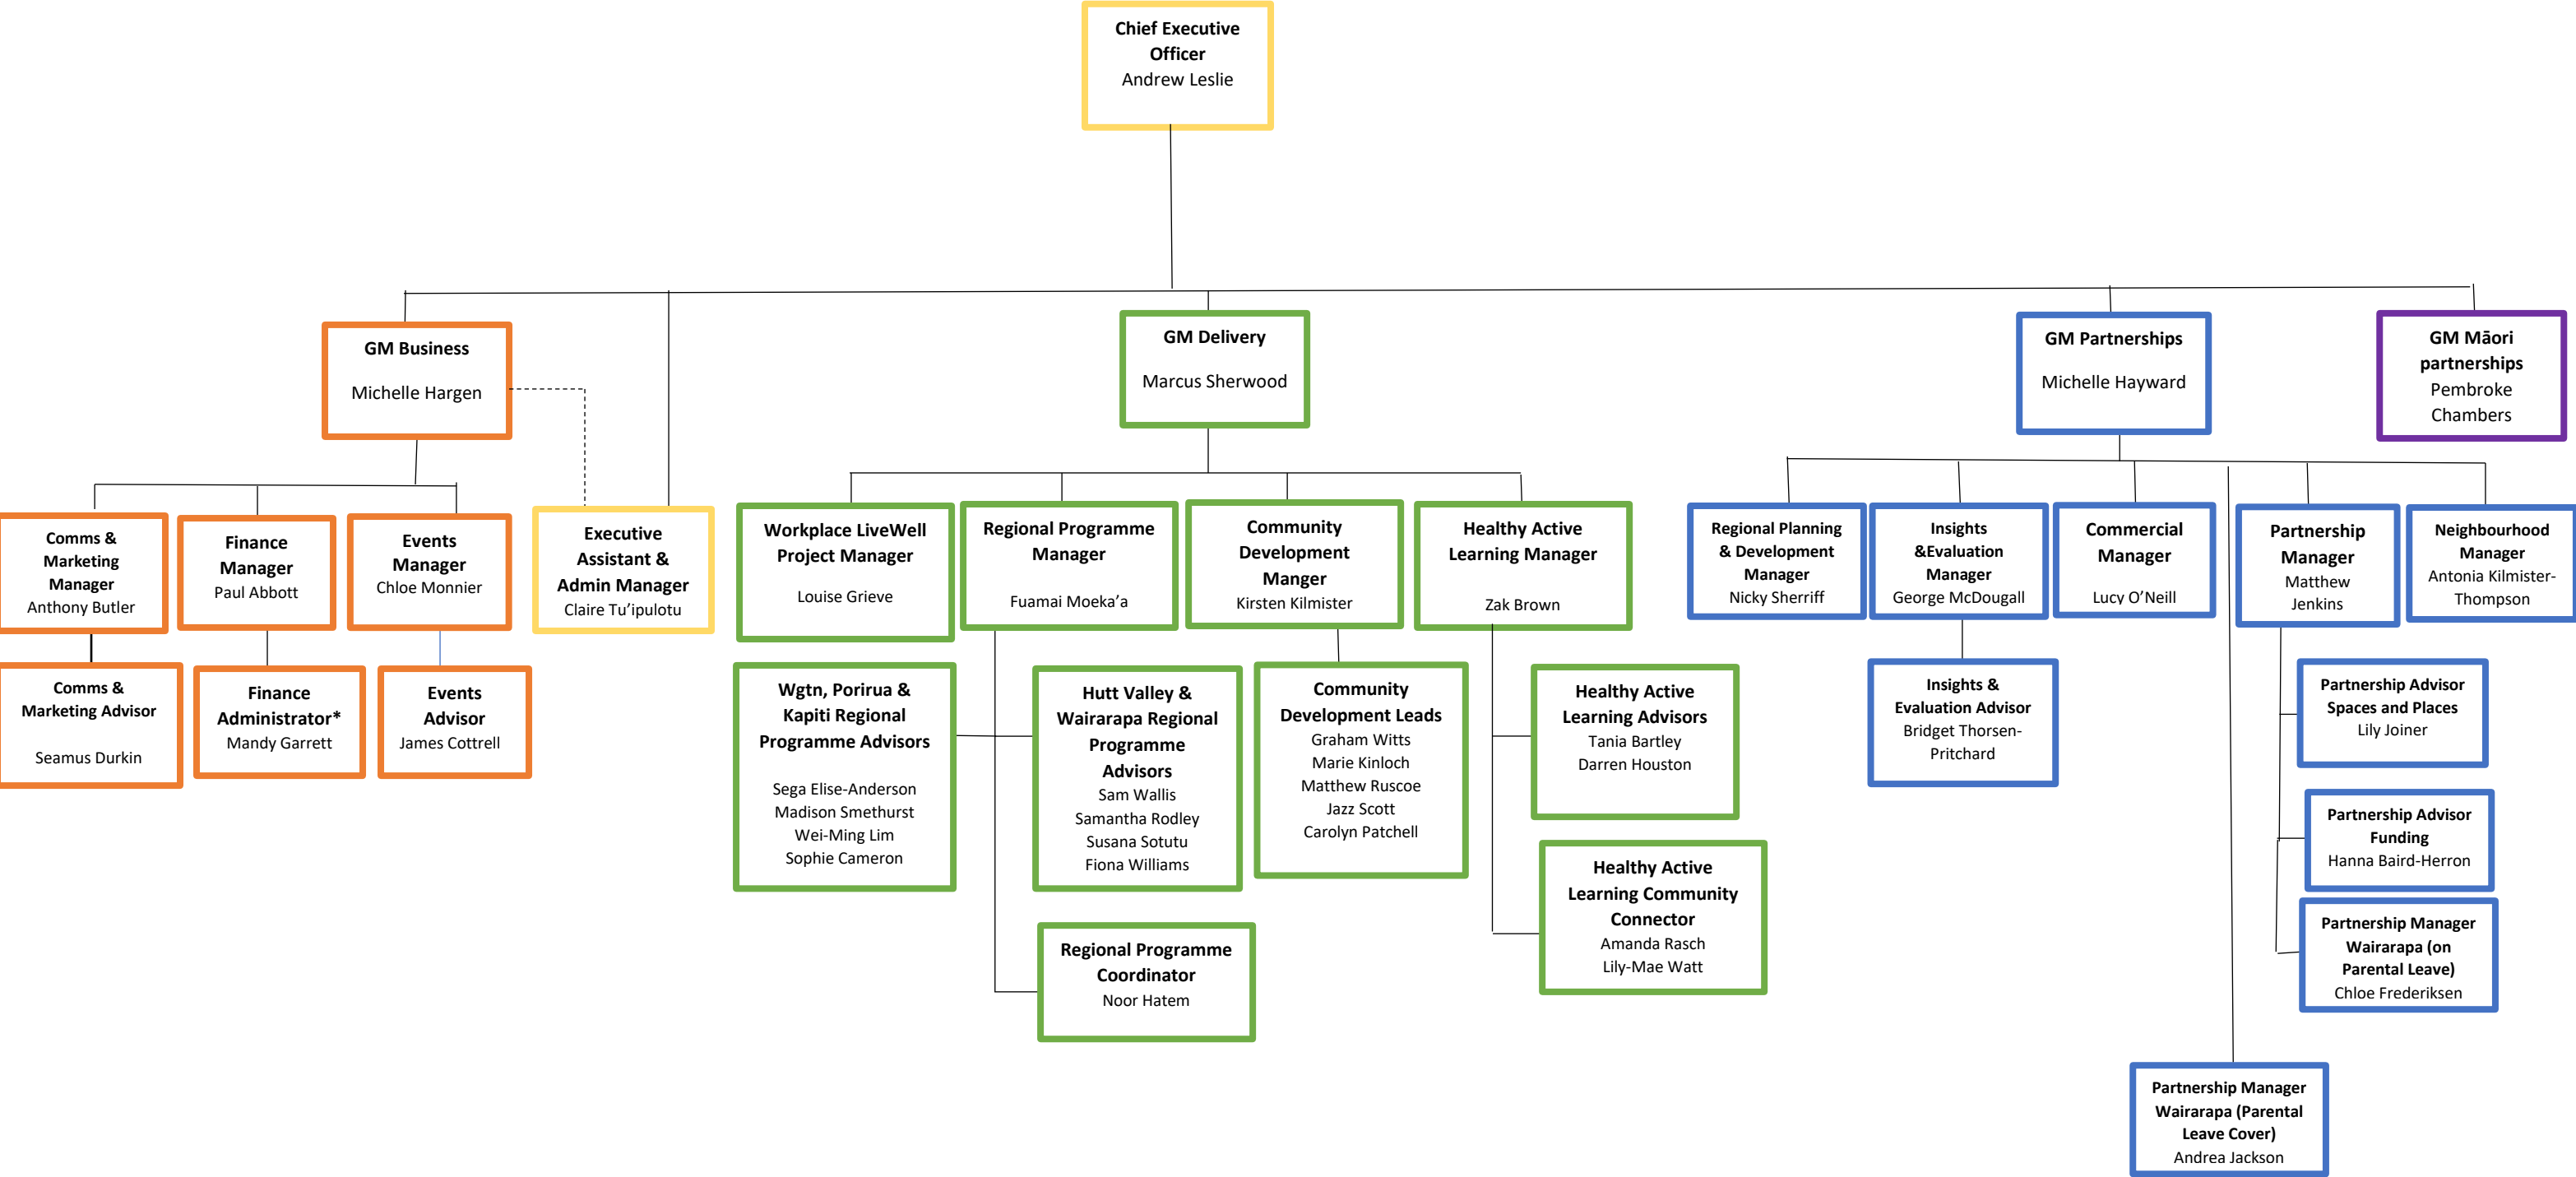 Chief Executive
Officer
Andrew Leslie
GM Business
Michelle Hargen
GM Delivery
Marcus Sherwood
GM Partnerships
Michelle Hayward
GM Māori
partnerships
Pembroke
Chambers
Comms &
Marketing
Manager
Anthony Butler
Finance
Manager
Paul Abbott
Events
Manager
Chloe Monnier
Executive
Assistant &
Admin Manager
Claire Tu’ipulotu
Workplace LiveWell
Project Manager
Louise Grieve
Regional Programme
Manager
Fuamai Moeka’a
Community
Development
Manger
Kirsten Kilmister
Healthy Active
Learning Manager
Zak Brown
Regional Planning
& Development
Manager
Nicky Sherriff
Insights
&Evaluation
Manager
George McDougall
Commercial
Manager
Lucy O’Neill
Partnership
Manager
Matthew
Jenkins
Neighbourhood
Manager
Antonia Kilmister-
Thompson
Comms &
Marketing Advisor
Seamus Durkin
Finance
Administrator*
Mandy Garrett
Events
Advisor
James Cottrell
Wgtn, Porirua &
Kapiti Regional
Programme Advisors
Sega Elise-Anderson
Madison Smethurst
Wei-Ming Lim
Sophie Cameron
Hutt Valley &
Wairarapa Regional
Programme
Advisors
Sam Wallis
Samantha Rodley
Susana Sotutu
Fiona Williams
Community
Development Leads
Graham Witts
Marie Kinloch
Matthew Ruscoe
Jazz Scott
Carolyn Patchell
Healthy Active
Learning Advisors
Tania Bartley
Darren Houston
Insights &
Evaluation Advisor
Bridget Thorsen-
Pritchard
Partnership Advisor
Spaces and Places
Lily Joiner
Partnership Advisor
Funding
Hanna Baird-Herron
Healthy Active
Learning Community
Connector
Amanda Rasch
Lily-Mae Watt
Partnership Manager
Wairarapa (on
Parental Leave)
Chloe Frederiksen
Regional Programme
Coordinator
Noor Hatem
Partnership Manager
Wairarapa (Parental
Leave Cover)
Andrea Jackson